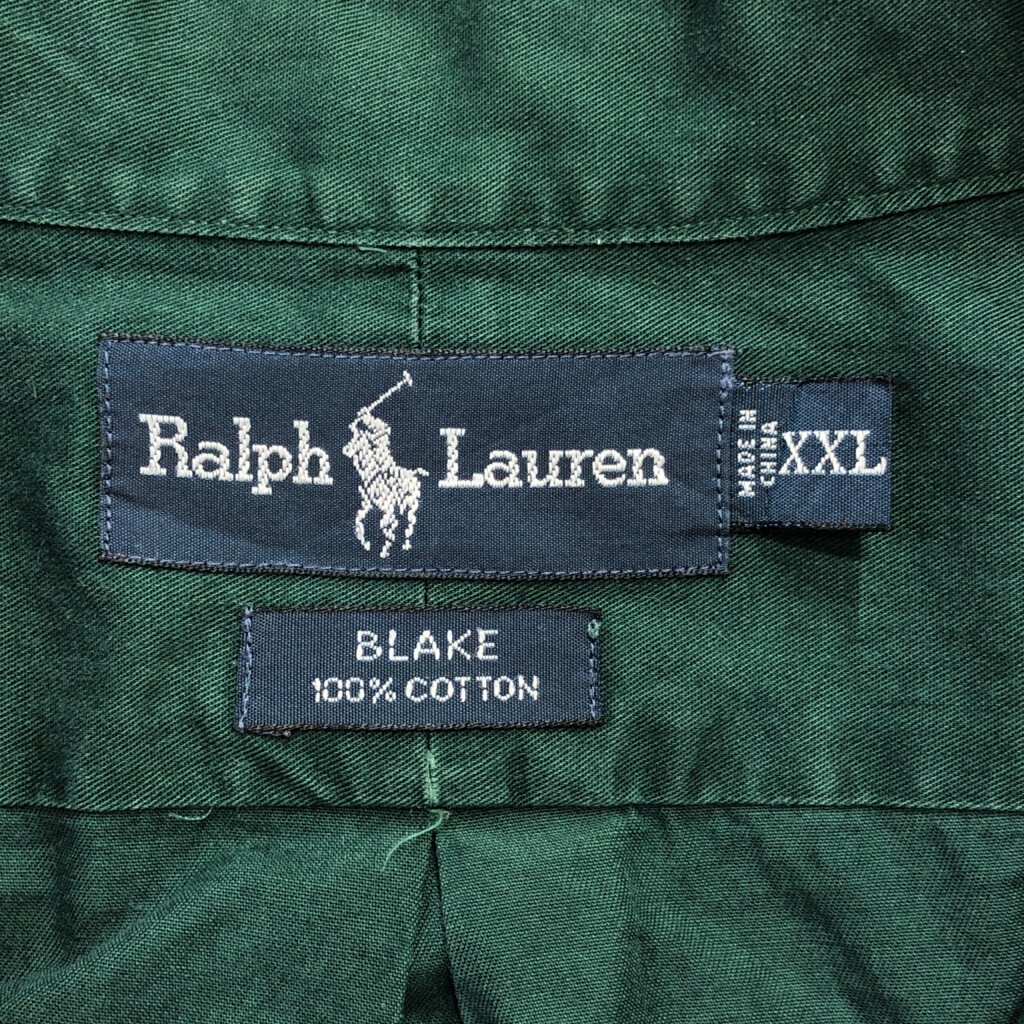 Ralph Lauren
MADE IN
CHINA
XXL
BLAKE
100% COTTON